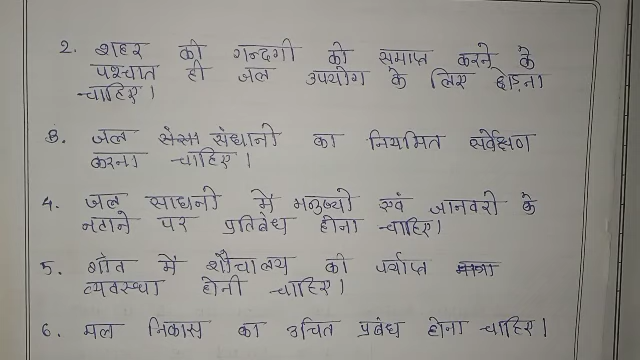 2. शहर की गन्दगी को समाप्त करने के
पश्चात ही जल उपयोग के लिए छोड़ना
चाहिए।
3. जल संसा संधानो का नियमित सर्वेक्षण
करना चाहिए।
4. जल साधनो में मनुष्यो एवं जानवरो के
नहाने पर प्रतिबंध होना चाहिए।
5. गाँव में शौचालय की पर्याप्त
व्यवस्था होनी चाहिए।
6. मल निकास का उचित प्रबंध होना चाहिए।